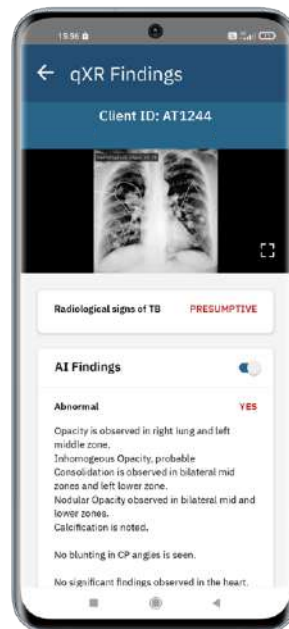 qXR Findings
Client ID: AT1244
Radiological signs of TB PRESUMPTIVE
AI Findings
Abnormal YES
Opacity is observed in right lung and left
middle zone.
Inhomogeous Opacity, probable
Consolidation is observed in bilateral mid
zones and left lower zone.
Nodular Opacity observed in bilateral mid and
lower zones.
Calcification is noted.
No blunting in CP angles is seen.
No significant findings observed in the heart.